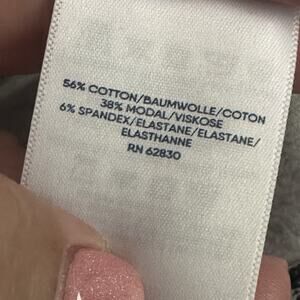 56% COTTON/BAUMWOLLE/COTON
38% MODAL/VISKOSE
6% SPANDEX/ELASTANE/ELASTANE/
ELASTHANNE
RN 62830